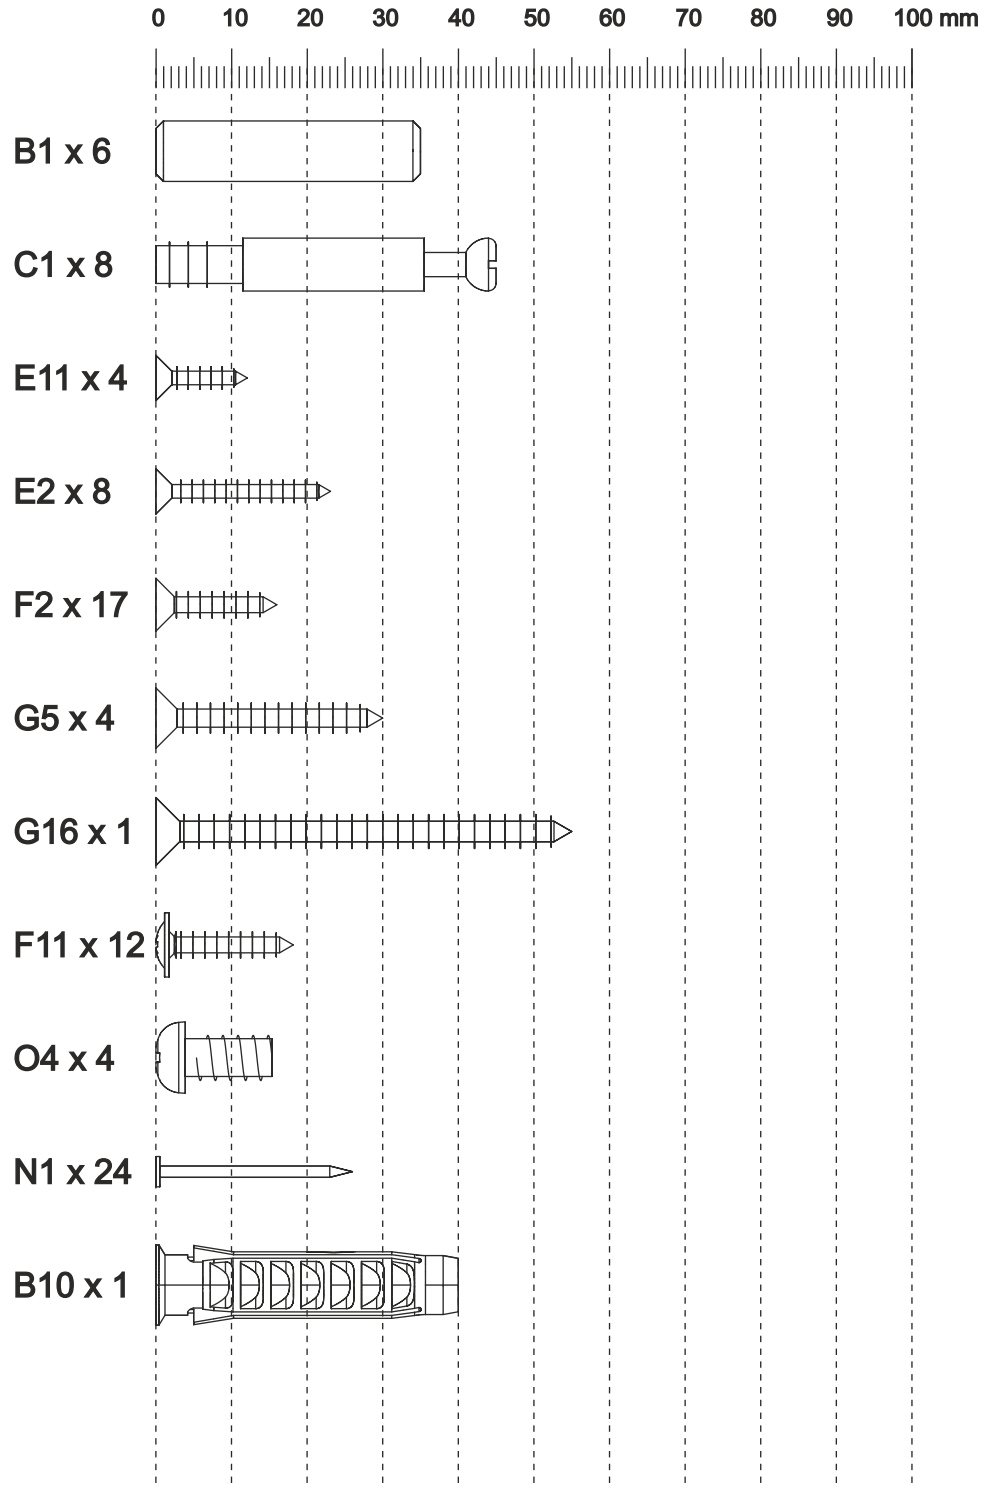 0 10 20 30 40 50 60 70 80 90 100 mm
B1 x 6
C1 x 8
E11 x 4
E2 x 8
F2 x 17
G5 x 4
G16 x 1
F11 x 12
O4 x 4
N1 x 24
B10 x 1